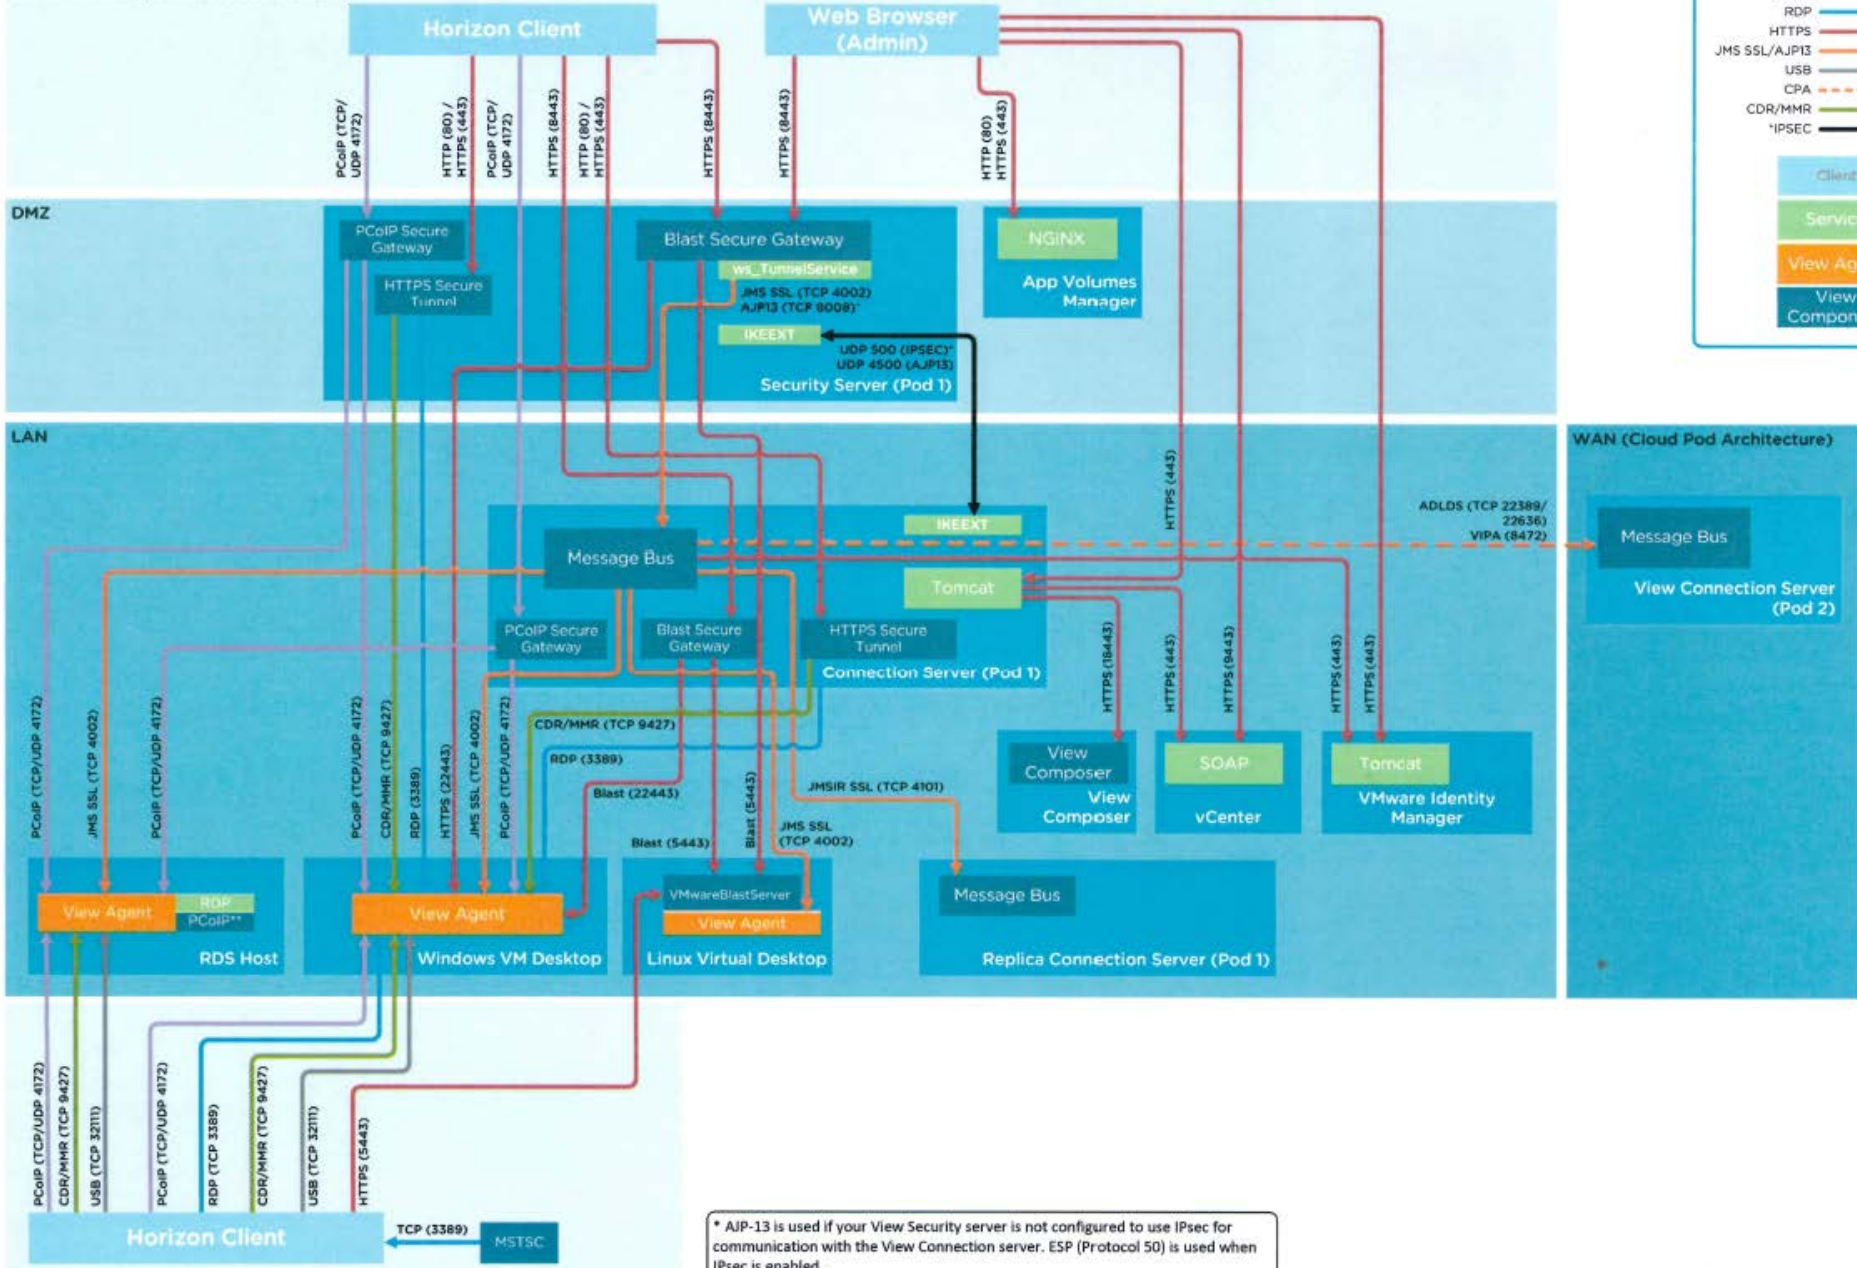 Horizon Client
Web Browser
(Admin)
RDP
HTTPS
JMS SSL/AJP13
USB
CPA
CDR/MMR
*IPSEC
Client
Servic
View Ag
View
Compon
PCoIP (TCP/
UDP 4172)
HTTP (80) /
HTTPS (443)
PCoIP (TCP/
UDP 4172)
HTTPS (8443)
HTTP (80) /
HTTPS (443)
HTTPS (8443)
HTTPS (8443)
HTTP (80)
HTTPS (443)
DMZ
PCoIP Secure
Gateway
HTTPS Secure
Tunnel
Blast Secure Gateway
ws_TunnelService
JMS SSL (TCP 4002)
AJP13 (TCP 8009)*
IKEEXT
UDP 500 (IPSEC)*
UDP 4500 (AJP13)
Security Server (Pod 1)
NGINX
App Volumes
Manager
LAN
WAN (Cloud Pod Architecture)
HTTPS (443)
ADLDS (TCP 22389/
22636)
VIPA (8472)
IKEEXT
Message Bus
Tomcat
PCoIP Secure
Gateway
Blast Secure
Gateway
HTTPS Secure
Tunnel
Connection Server (Pod 1)
Message Bus
View Connection Server
(Pod 2)
PCoIP (TCP/UDP 4172)
JMS SSL (TCP 4002)
PCoIP (TCP/UDP 4172)
PCoIP (TCP/UDP 4172)
CDR/MMR (TCP 9427)
RDP (3389)
HTTPS (22443)
JMS SSL (TCP 4002)
PCoIP (TCP/UDP 4172)
CDR/MMR (TCP 9427)
RDP (3389)
Blast (22443)
Blast (5443)
Blast (5443)
JMS SSL
(TCP 4002)
JMSIR SSL (TCP 4101)
HTTPS (18443)
HTTPS (443)
HTTPS (9443)
HTTPS (443)
HTTPS (443)
View
Composer
View
Composer
SOAP
vCenter
Tomcat
VMware Identity
Manager
View Agent
RDP
PCoIP**
RDS Host
View Agent
Windows VM Desktop
VMwareBlastServer
View Agent
Linux Virtual Desktop
Message Bus
Replica Connection Server (Pod 1)
PCoIP (TCP/UDP 4172)
CDR/MMR (TCP 9427)
USB (TCP 32111)
PCoIP (TCP/UDP 4172)
RDP (TCP 3389)
CDR/MMR (TCP 9427)
USB (TCP 32111)
HTTPS (5443)
Horizon Client
TCP (3389)
MSTSC
* AJP-13 is used if your View Security server is not configured to use IPsec for
communication with the View Connection server. ESP (Protocol 50) is used when
IPsec is enabled.